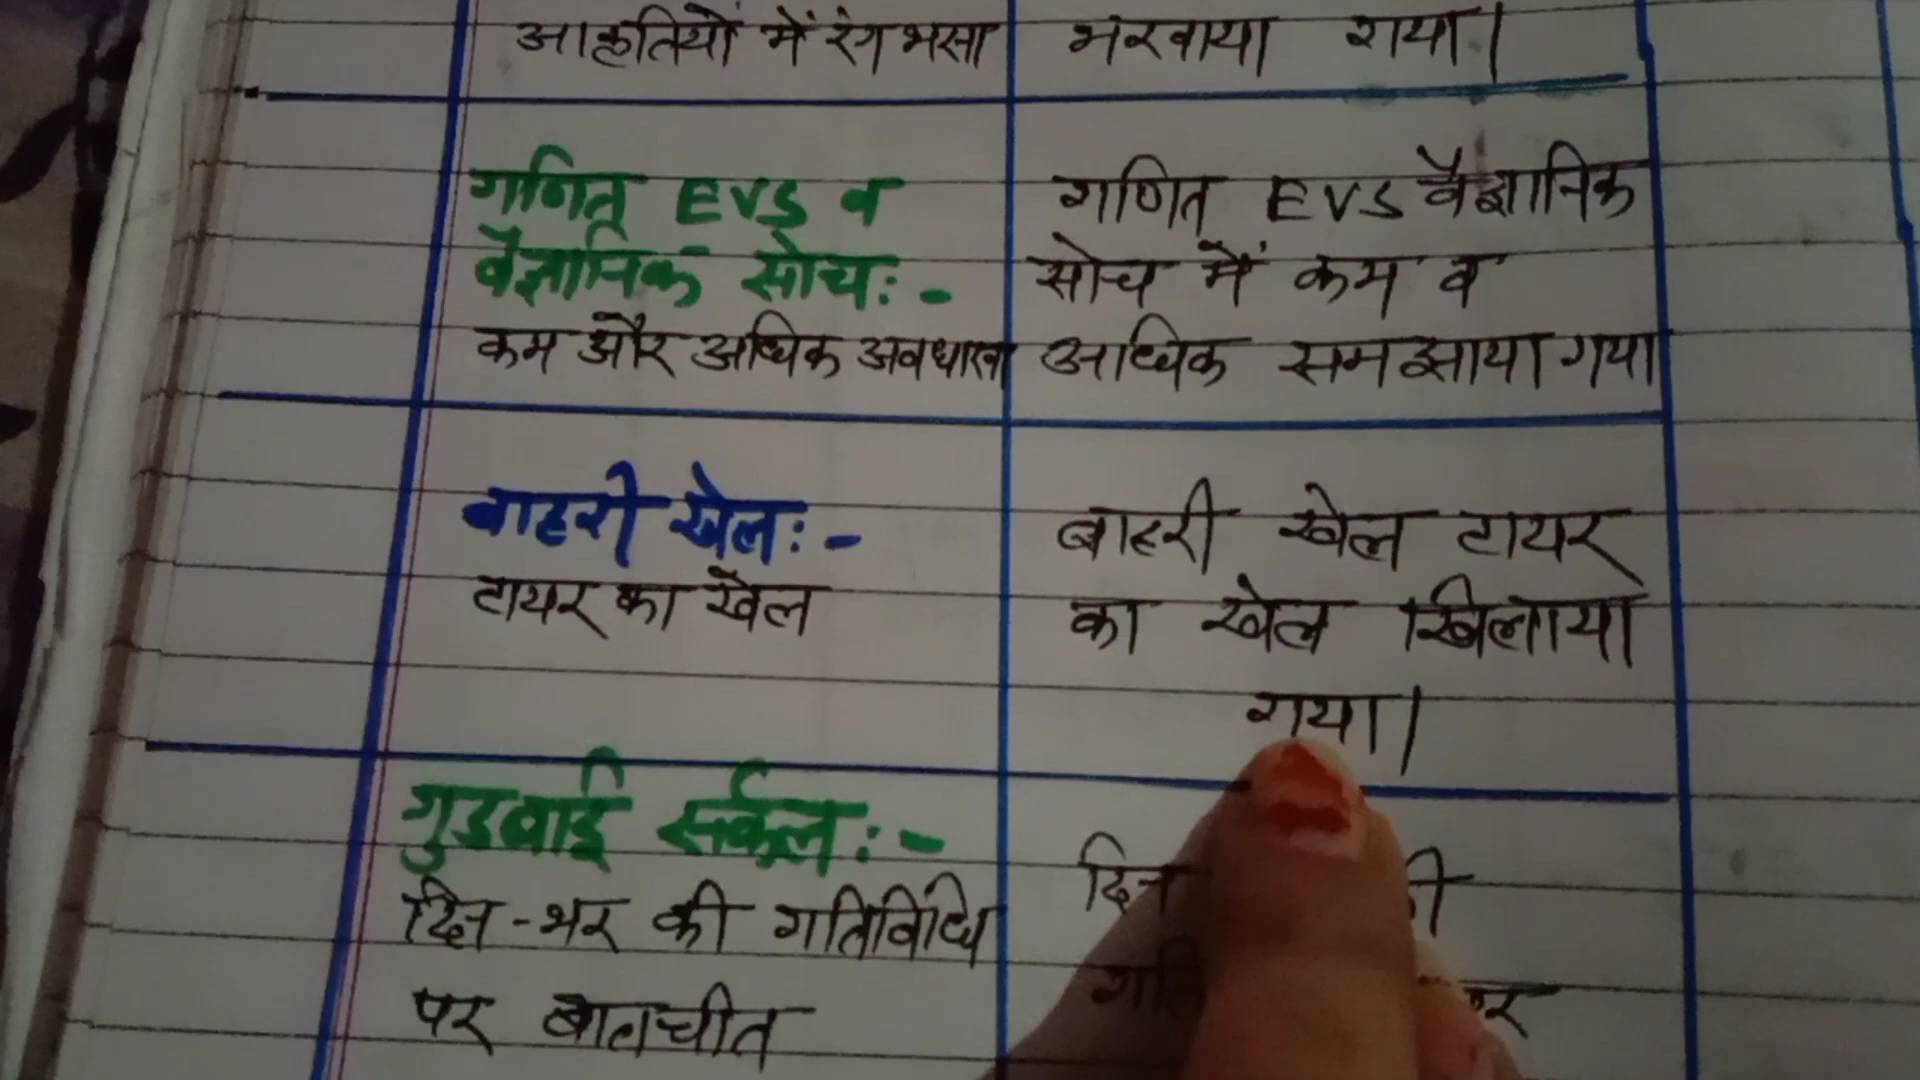 आकृतियों में रंग भरना
भरवाया गया।
गणित EVS व
वैज्ञानिक सोच:-
कम और अधिक अवधारणा
गणित EVS वैज्ञानिक
सोच में कम व
अधिक समझाया गया
बाहरी खेल:-
टायर का खेल
बाहरी खेल टायर
का खेल खिलाया
गया।
गुडबाई सर्कल:-
दिन-भर की गतिविधि
पर बातचीत
दिन